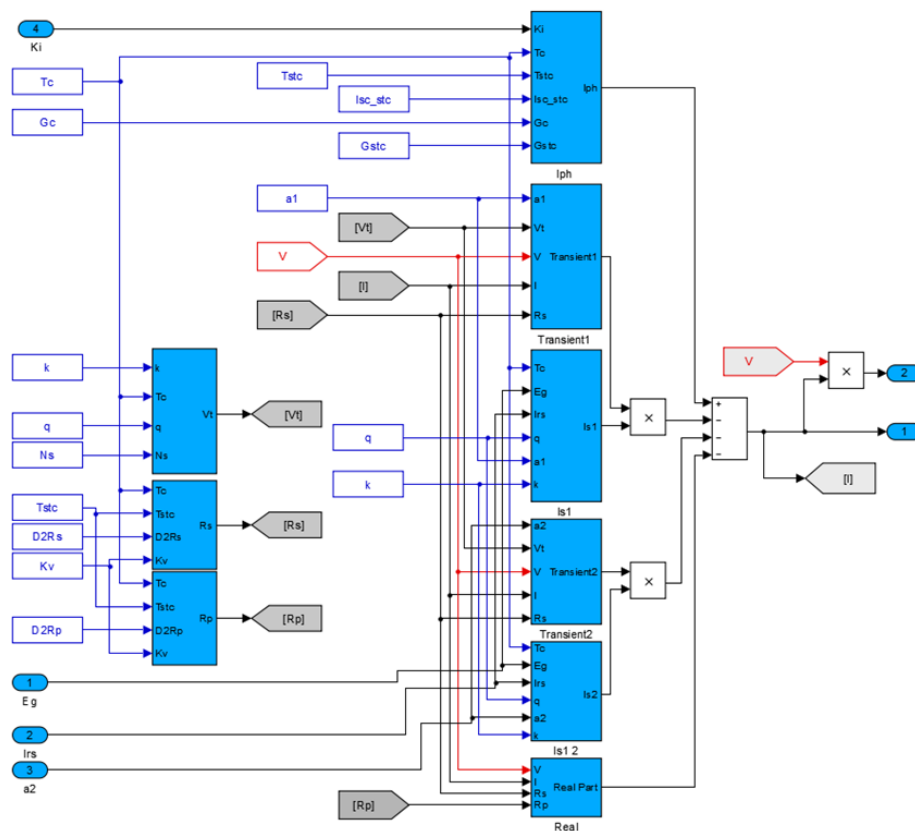 4
Ki
Tc
Gc
Tstc
Isc_stc
Gstc
Ki
Tc
Tstc
Isc_stc
Gc
Gstc
Iph
Iph
a1
[Vt]
V
[I]
[Rs]
a1
Vt
V
I
Rs
Transient1
Transient1
k
q
Ns
k
Tc
q
Ns
Vt
[Vt]
q
k
Tc
Eg
Irs
q
a1
k
Is1
Is1
×
V
×
2
+
−
−
−
1
[I]
Tstc
D2Rs
Kv
D2Rp
Tc
Tstc
D2Rs
Kv
Rs
[Rs]
Tc
Tstc
D2Rp
Kv
Rp
[Rp]
a2
Vt
V
I
Rs
Transient2
Transient2
×
1
Eg
2
Irs
3
a2
Tc
Eg
Irs
q
a2
k
Is2
Is1 2
[Rp]
V
I
Rs
Rp
Real Part
Real